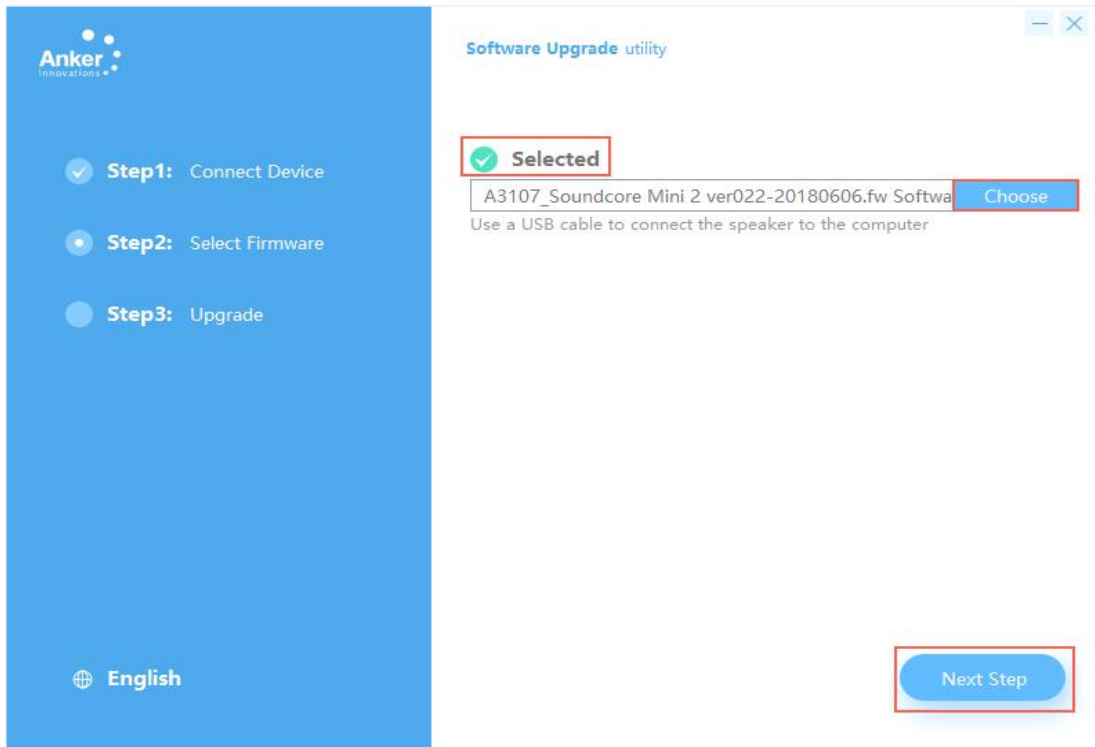 Anker
Innovations
Step1: Connect Device
Step2: Select Firmware
Step3: Upgrade
English
Software Upgrade utility
Selected
A3107_Soundcore Mini 2 ver022-20180606.fw Softwa
Choose
Use a USB cable to connect the speaker to the computer
Next Step